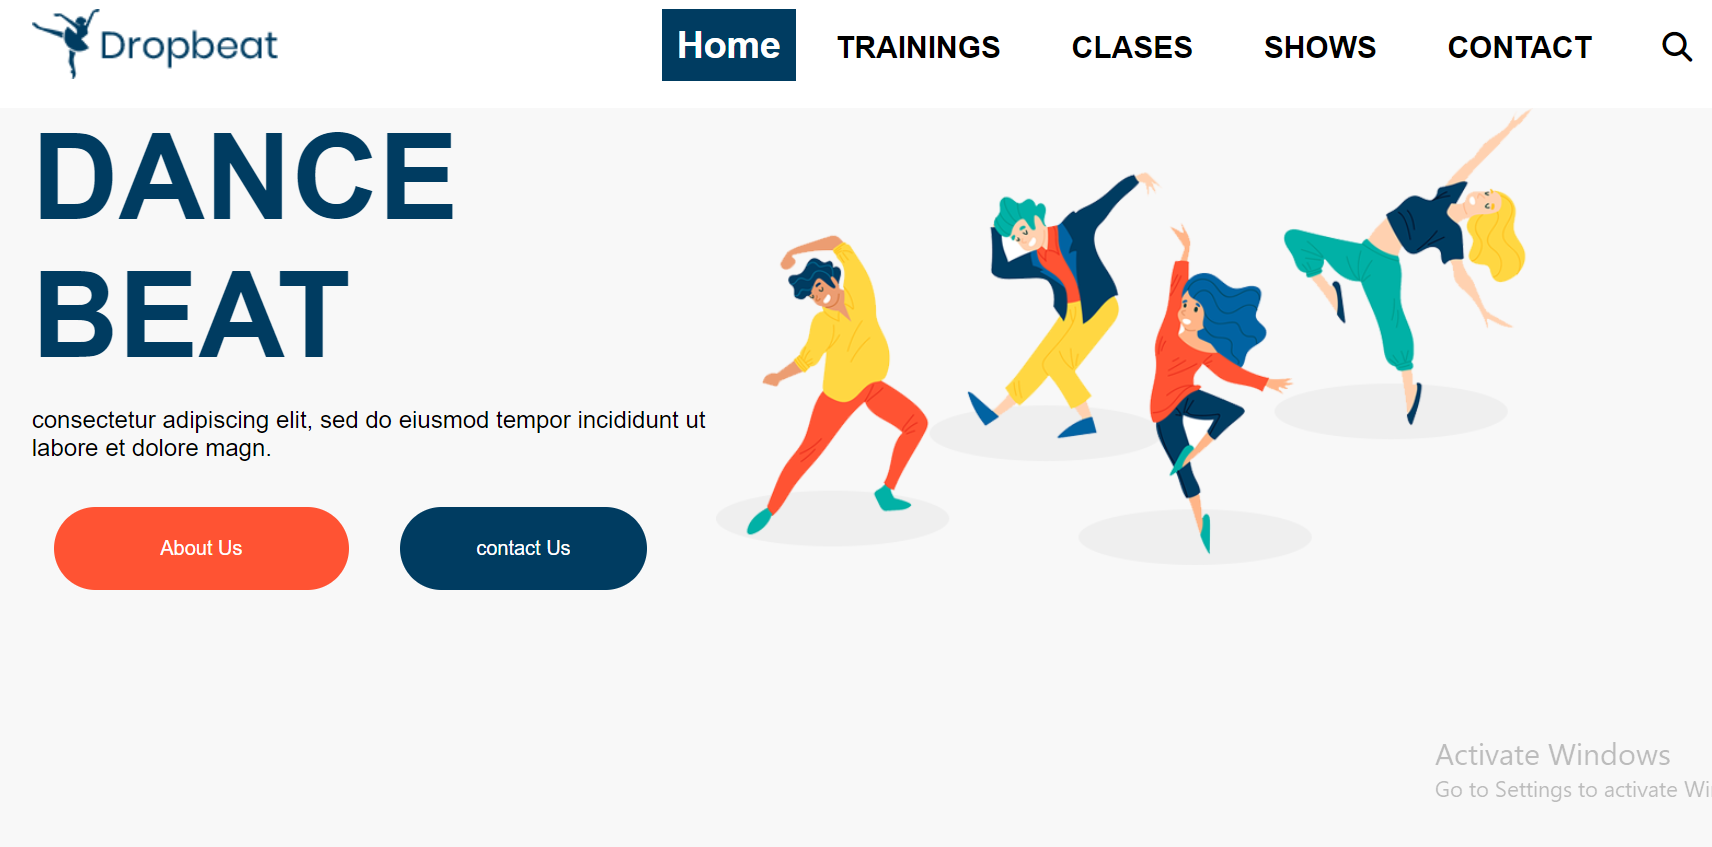 Dropbeat
Home TRAININGS CLASES SHOWS CONTACT
DANCE
BEAT
consectetur adipiscing elit, sed do eiusmod tempor incididunt ut
labore et dolore magn.
About Us contact Us
Activate Windows
Go to Settings to activate Wi